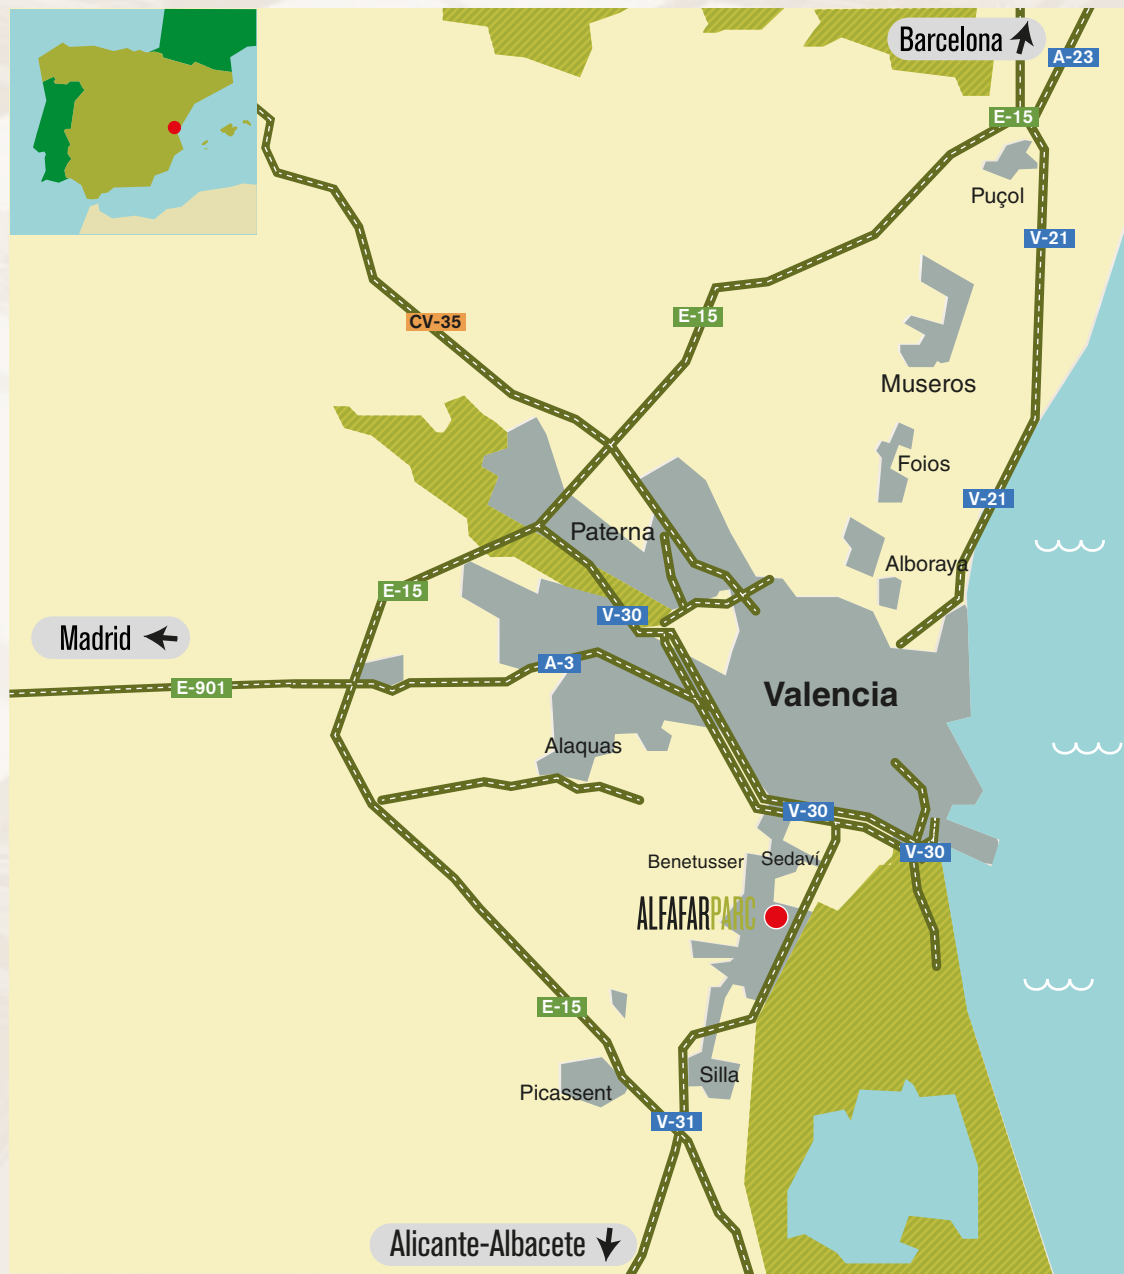 Barcelona
A-23
E-15
Puçol
V-21
E-15
CV-35
Museros
Foios
V-21
Paterna
Alboraya
E-15
V-30
Madrid
A-3
E-901
Valencia
Alaquas
V-30
V-30
Benetusser
Sedaví
ALFAFARPARC
E-15
Silla
Picassent
V-31
Alicante-Albacete